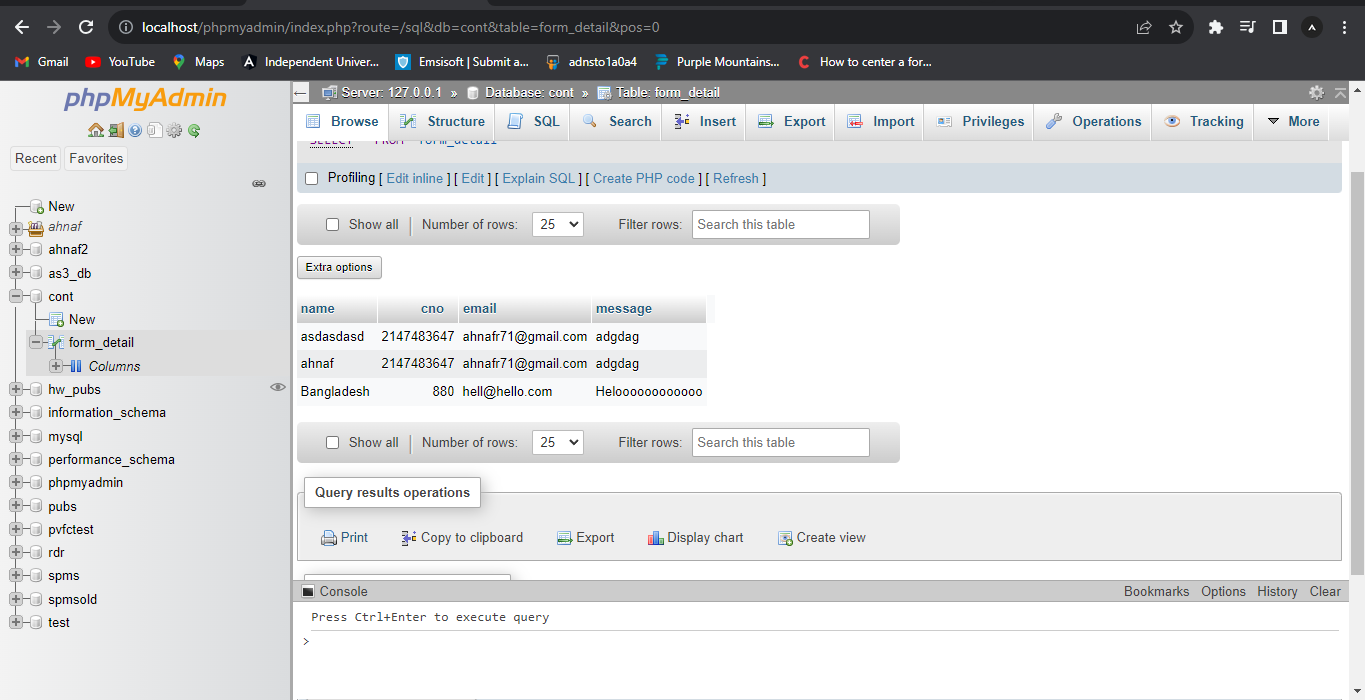 localhost/phpmyadmin/index.php?route=/sql&db=cont&table=form_detail&pos=0
Gmail YouTube Maps Independent Univer... Emsisoft | Submit a... adnsto1a0a4 Purple Mountains... How to center a for...
phpMyAdmin
Recent Favorites
New
ahnaf
ahnaf2
as3_db
cont
New
form_detail
Columns
hw_pubs
information_schema
mysql
performance_schema
phpmyadmin
pubs
pvfctest
rdr
spms
spmsold
test
Server: 127.0.0.1 » Database: cont » Table: form_detail
Browse Structure SQL Search Insert Export Import Privileges Operations Tracking More
SELECT * FROM `form_detail`
Profiling [ Edit inline ] [ Edit ] [ Explain SQL ] [ Create PHP code ] [ Refresh ]
Show all | Number of rows: 25 Filter rows: Search this table
Extra options
name cno email message
asdasdasd 2147483647 ahnafr71@gmail.com adgdag
ahnaf 2147483647 ahnafr71@gmail.com adgdag
Bangladesh 880 hell@hello.com Heloooooooooooo
Show all | Number of rows: 25 Filter rows: Search this table
Query results operations
Print Copy to clipboard Export Display chart Create view
Console Bookmarks Options History Clear
Press Ctrl+Enter to execute query
>